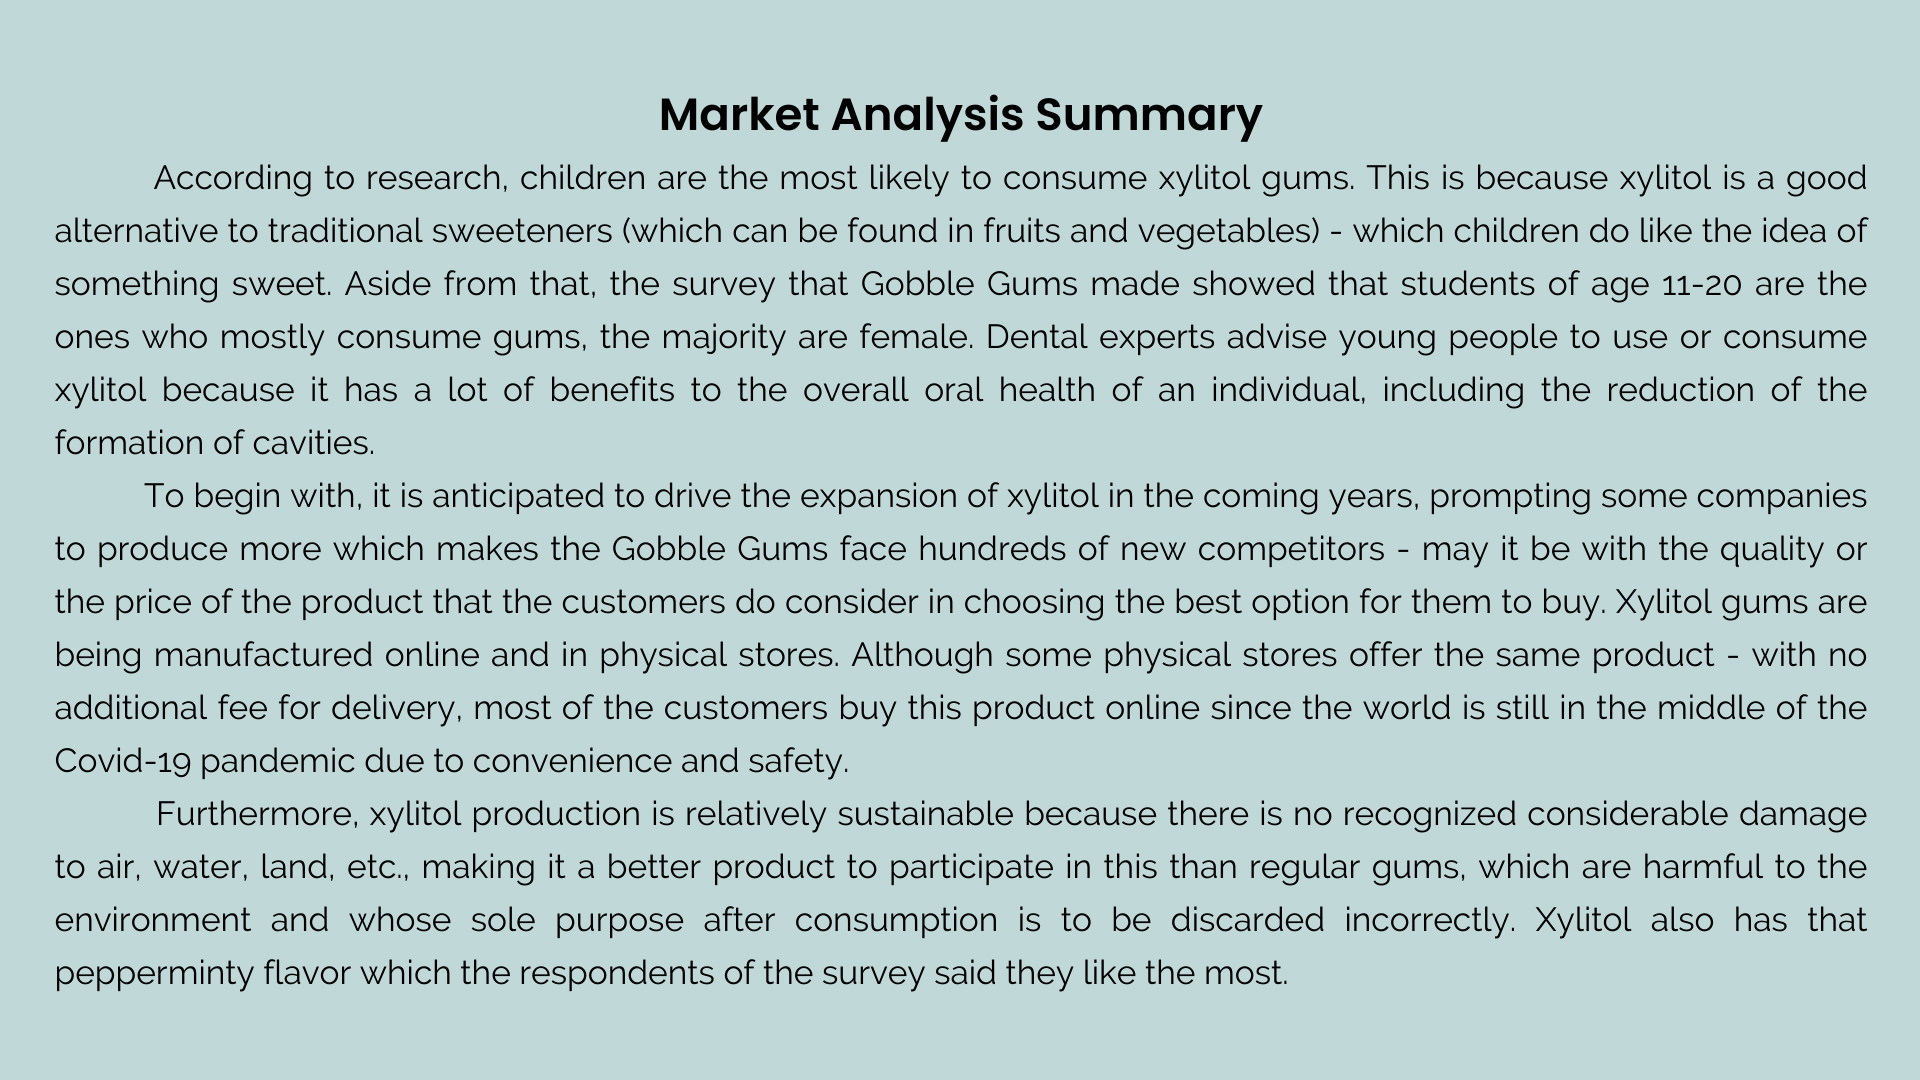 Market Analysis Summary
According to research, children are the most likely to consume xylitol gums. This is because xylitol is a good
alternative to traditional sweeteners (which can be found in fruits and vegetables) - which children do like the idea of
something sweet. Aside from that, the survey that Gobble Gums made showed that students of age 11-20 are the
ones who mostly consume gums, the majority are female. Dental experts advise young people to use or consume
xylitol because it has a lot of benefits to the overall oral health of an individual, including the reduction of the
formation of cavities.
To begin with, it is anticipated to drive the expansion of xylitol in the coming years, prompting some companies
to produce more which makes the Gobble Gums face hundreds of new competitors - may it be with the quality or
the price of the product that the customers do consider in choosing the best option for them to buy. Xylitol gums are
being manufactured online and in physical stores. Although some physical stores offer the same product - with no
additional fee for delivery, most of the customers buy this product online since the world is still in the middle of the
Covid-19 pandemic due to convenience and safety.
Furthermore, xylitol production is relatively sustainable because there is no recognized considerable damage
to air, water, land, etc., making it a better product to participate in this than regular gums, which are harmful to the
environment and whose sole purpose after consumption is to be discarded incorrectly. Xylitol also has that
pepperminty flavor which the respondents of the survey said they like the most.